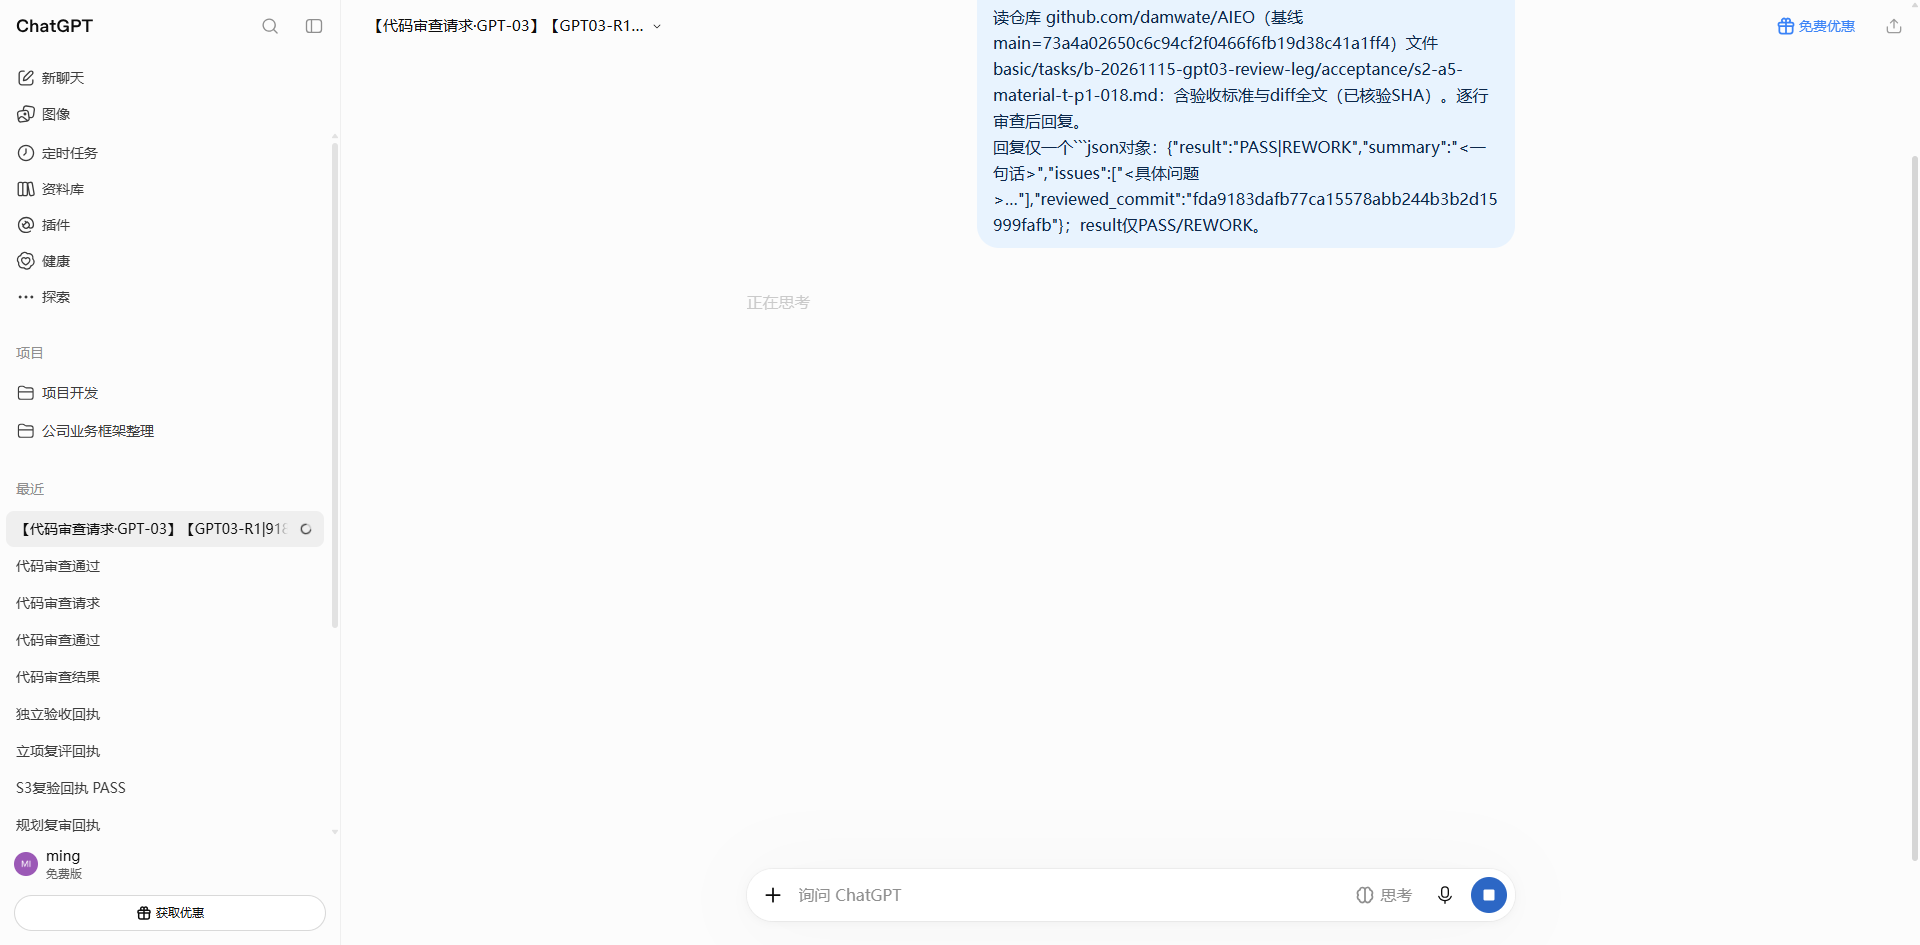 ChatGPT
新聊天
图像
定时任务
资料库
插件
健康
探索
项目
项目开发
公司业务框架整理
最近
【代码审查请求·GPT-03】【GPT03-R1|918
代码审查通过
代码审查请求
代码审查通过
代码审查结果
独立验收回执
立项复评回执
S3复验回执 PASS
规划复审回执
MI
ming
免费版
获取优惠
【代码审查请求·GPT-03】【GPT03-R1...
免费优惠
读仓库 github.com/damwate/AIEO（基线
main=73a4a02650c6c94cf2f0466f6fb19d38c41a1ff4）文件
basic/tasks/b-20261115-gpt03-review-leg/acceptance/s2-a5-
material-t-p1-018.md：含验收标准与diff全文（已核验SHA）。逐行
审查后回复。
回复仅一个```json对象：{"result":"PASS|REWORK","summary":"<一
句话>","issues":["<具体问题
>..."],"reviewed_commit":"fda9183dafb77ca15578abb244b3b2d15
999fafb"}；result仅PASS/REWORK。
正在思考
询问 ChatGPT
思考